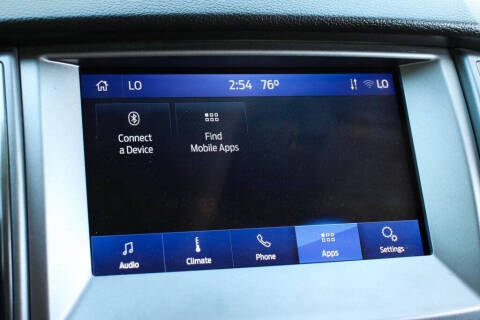 LO 2:54 76° LO
Connect
a Device
Find
Mobile Apps
Audio Climate Phone Apps Settings